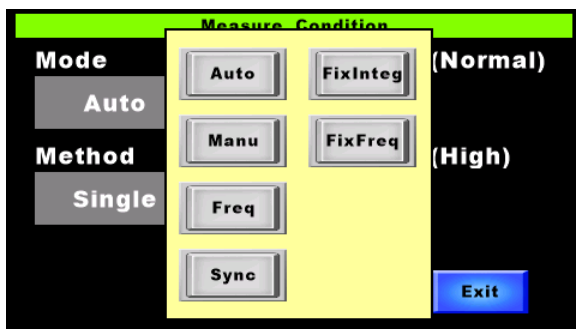 Measure Condition
Mode
Auto
(Normal)
Method
Single
(High)
Auto
FixInteg
Manu
FixFreq
Freq
Sync
Exit